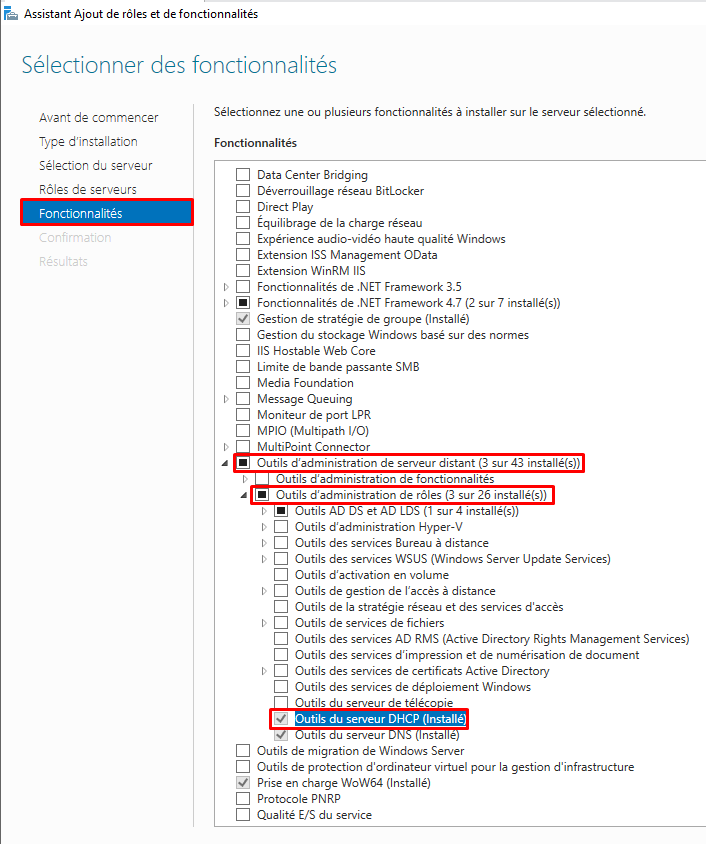 Assistant Ajout de rôles et de fonctionnalités
Sélectionner des fonctionnalités
Avant de commencer
Type d'installation
Sélection du serveur
Rôles de serveurs
Fonctionnalités
Confirmation
Résultats
Sélectionnez une ou plusieurs fonctionnalités à installer sur le serveur sélectionné.
Fonctionnalités
Data Center Bridging
Déverrouillage réseau BitLocker
Direct Play
Équilibrage de la charge réseau
Expérience audio-vidéo haute qualité Windows
Extension ISS Management OData
Extension WinRM IIS
Fonctionnalités de .NET Framework 3.5
Fonctionnalités de .NET Framework 4.7 (2 sur 7 installé(s))
Gestion de stratégie de groupe (Installé)
Gestion du stockage Windows basé sur des normes
IIS Hostable Web Core
Limite de bande passante SMB
Media Foundation
Message Queuing
Moniteur de port LPR
MPIO (Multipath I/O)
MultiPoint Connector
Outils d'administration de serveur distant (3 sur 43 installé(s))
Outils d'administration de fonctionnalités
Outils d'administration de rôles (3 sur 26 installé(s))
Outils AD DS et AD LDS (1 sur 4 installé(s))
Outils d'administration Hyper-V
Outils des services Bureau à distance
Outils des services WSUS (Windows Server Update Services)
Outils d'activation en volume
Outils de gestion de l'accès à distance
Outils de la stratégie réseau et des services d'accès
Outils de services de fichiers
Outils des services AD RMS (Active Directory Rights Management Services)
Outils des services d'impression et de numérisation de document
Outils des services de certificats Active Directory
Outils des services de déploiement Windows
Outils du serveur de télécopie
Outils du serveur DHCP (Installé)
Outils du serveur DNS (Installé)
Outils de migration de Windows Server
Outils de protection d'ordinateur virtuel pour la gestion d'infrastructure
Prise en charge WoW64 (Installé)
Protocole PNRP
Qualité E/S du service